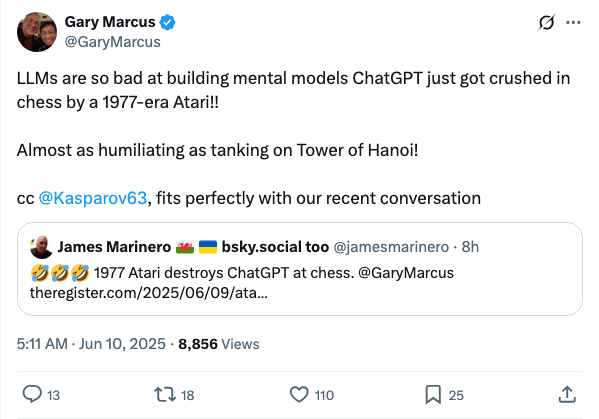 Gary Marcus
@GaryMarcus
LLMs are so bad at building mental models ChatGPT just got crushed in
chess by a 1977-era Atari!!
Almost as humiliating as tanking on Tower of Hanoi!
cc @Kasparov63, fits perfectly with our recent conversation
James Marinero 🏴󠁧󠁢󠁷󠁬󠁳󠁿 🇺🇦 bsky.social too @jamesmarinero · 8h
🤣🤣🤣 1977 Atari destroys ChatGPT at chess. @GaryMarcus
theregister.com/2025/06/09/ata...
5:11 AM · Jun 10, 2025 · 8,856 Views
13 18 110 25